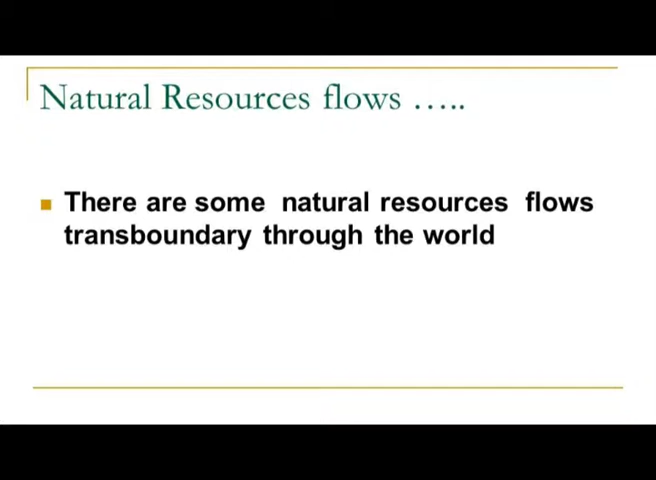 Natural Resources flows …..
There are some natural resources flows
transboundary through the world